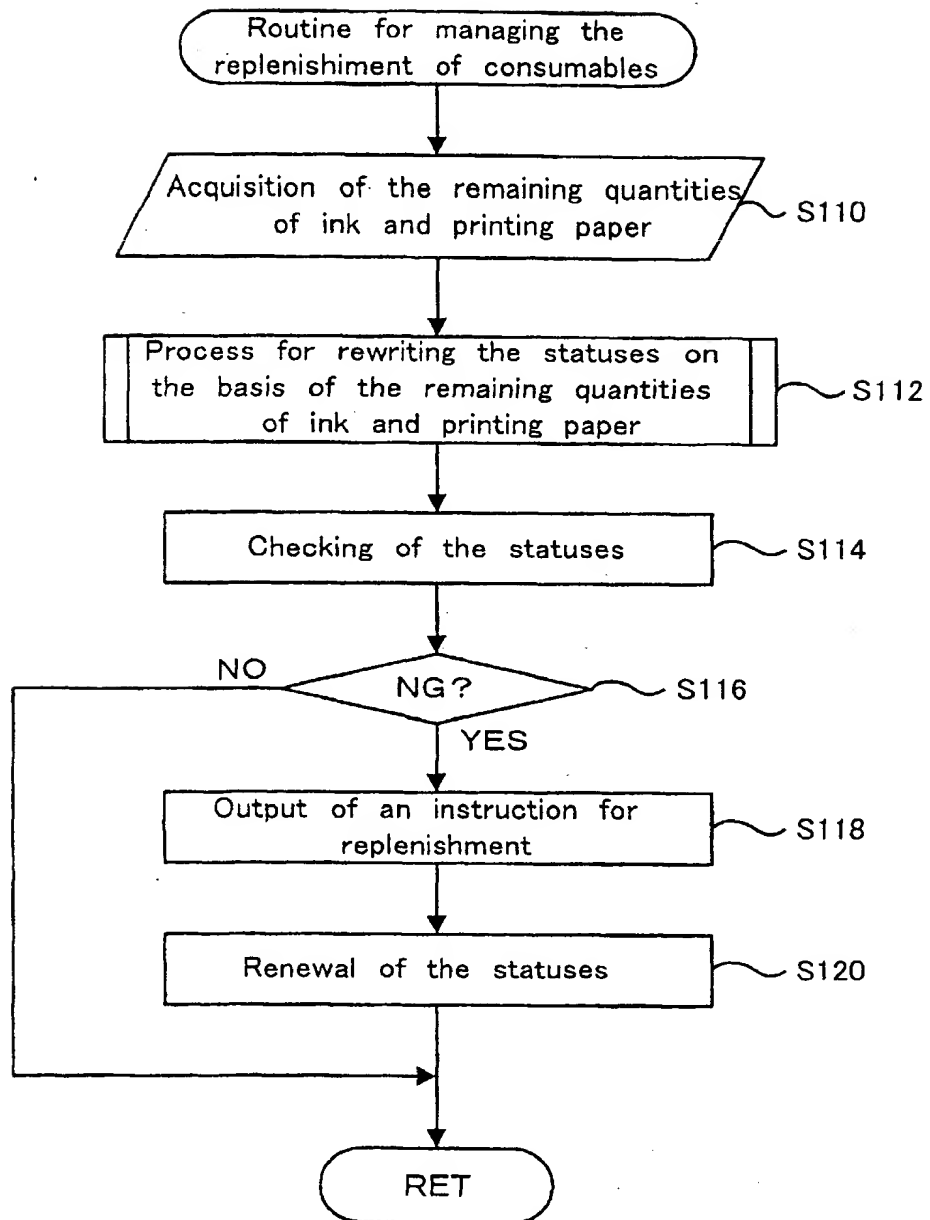 Routine for managing the
replenishiment of consumables
Acquisition of the remaining quantities
of ink and printing paper
S110
Process for rewriting the statuses on
the basis of the remaining quantities
of ink and printing paper
S112
Checking of the statuses
S114
NO
NG?
S116
YES
Output of an instruction for
replenishment
S118
Renewal of the statuses
S120
RET